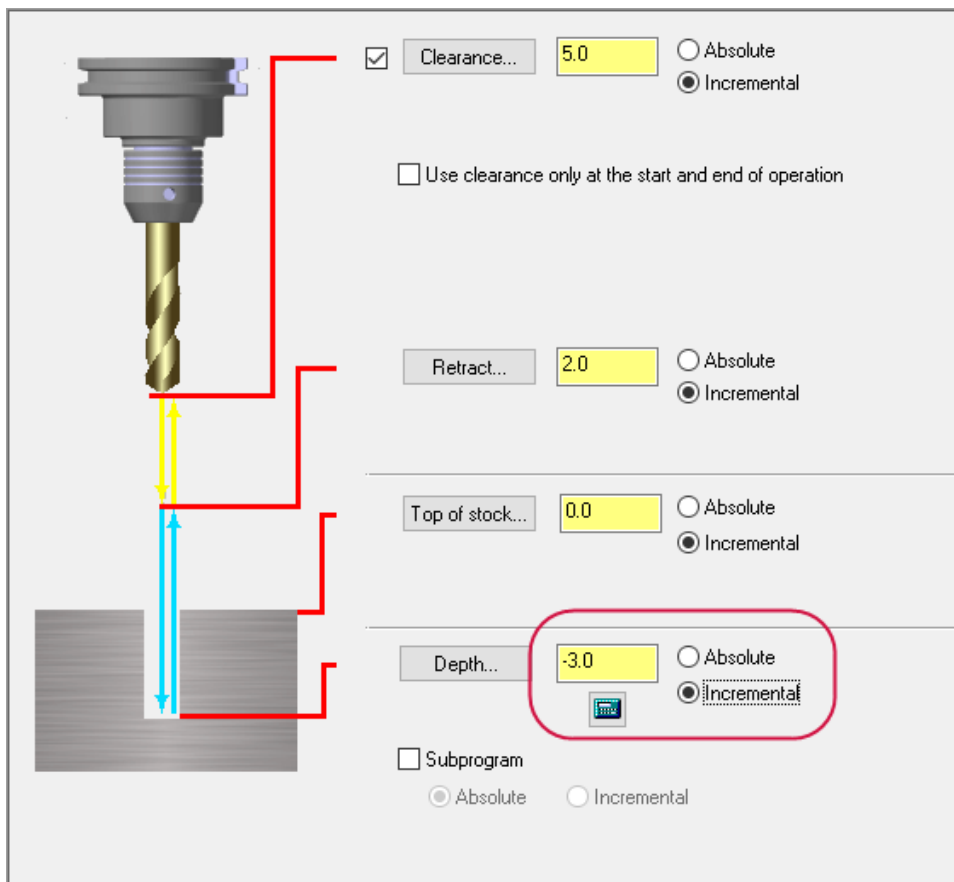 Clearance... 5.0 Absolute
Incremental
Use clearance only at the start and end of operation
Retract... 2.0 Absolute
Incremental
Top of stock... 0.0 Absolute
Incremental
Depth... -3.0 Absolute
Incremental
Subprogram
Absolute Incremental